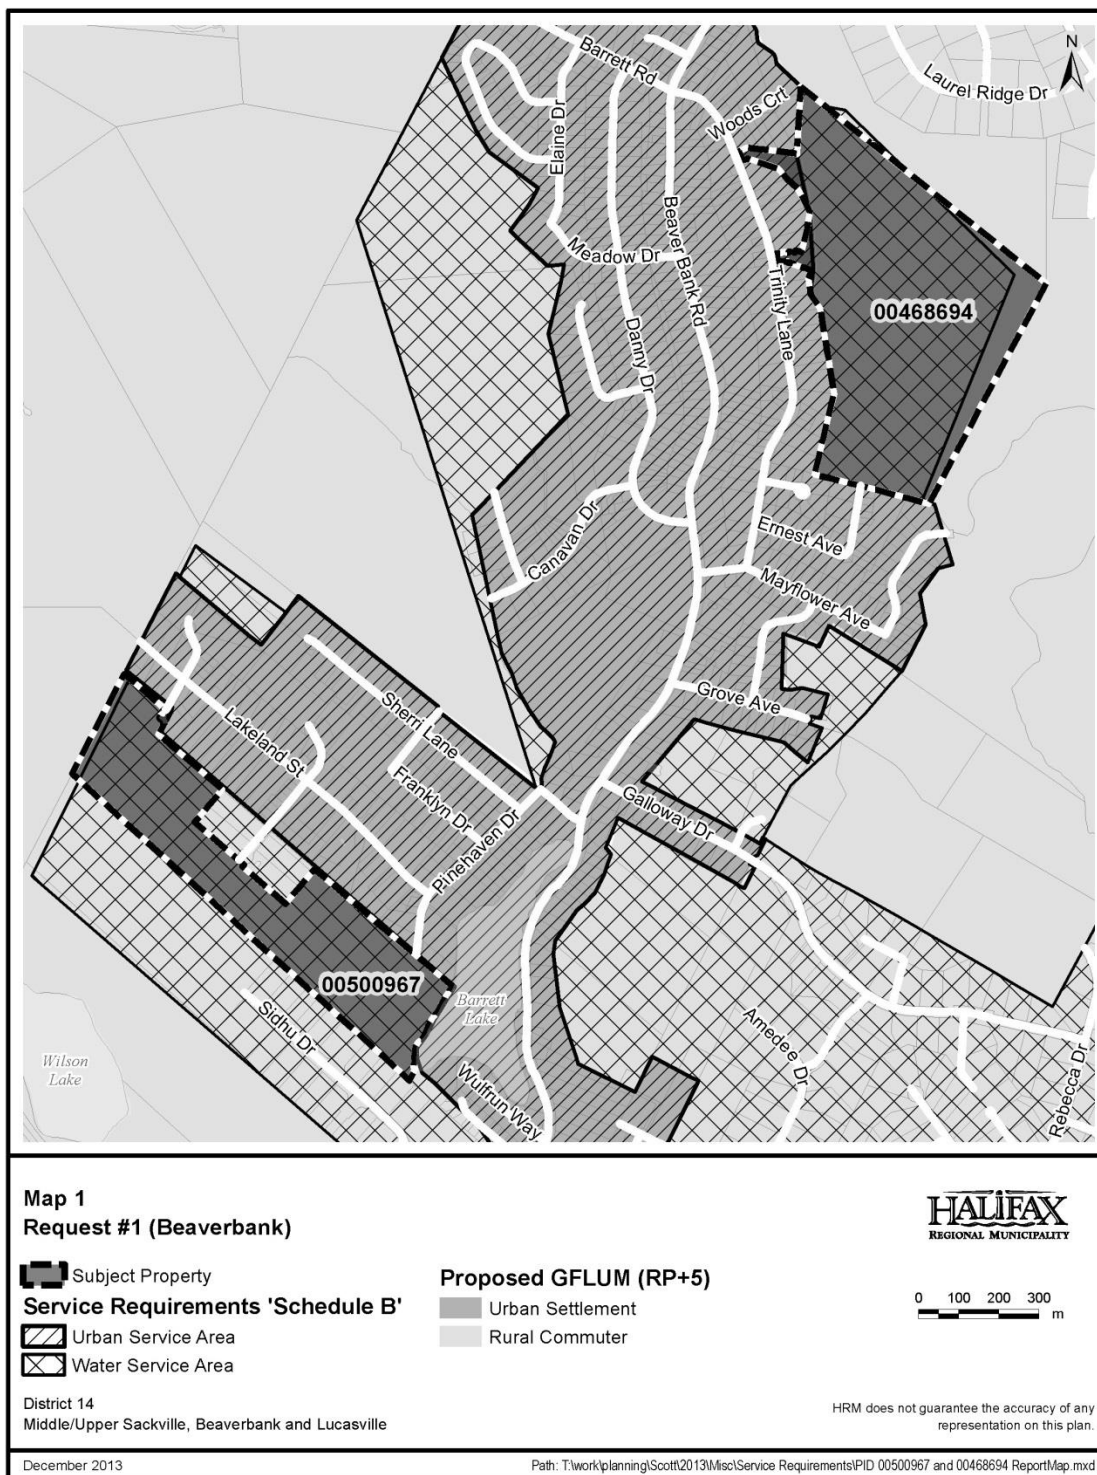 N
Laurel Ridge Dr
Barrett Rd
Woods Crt
Elaine Dr
Beaver Bank Rd
Meadow Dr
Trinity Lane
00468694
Danny Dr
Canavan Dr
Ernest Ave
Mayflower Ave
Grove Ave
Sherri Lane
Lakeland St
Franklyn Dr
Pinehaven Dr
Galloway Dr
00500967
Barrett
Lake
Sidhu Dr
Amedee Dr
Rebecca Dr
Wilson
Lake
Wulfrun Way
Map 1
Request #1 (Beaverbank)
Subject Property
Service Requirements 'Schedule B'
Urban Service Area
Water Service Area
Proposed GFLUM (RP+5)
Urban Settlement
Rural Commuter
HALIFAX
REGIONAL MUNICIPALITY
0 100 200 300
m
District 14
Middle/Upper Sackville, Beaverbank and Lucasville
HRM does not guarantee the accuracy of any
representation on this plan.
December 2013
Path: T:\work\planning\Scott\2013\Misc\Service Requirements\PID 00500967 and 00468694 ReportMap.mxd